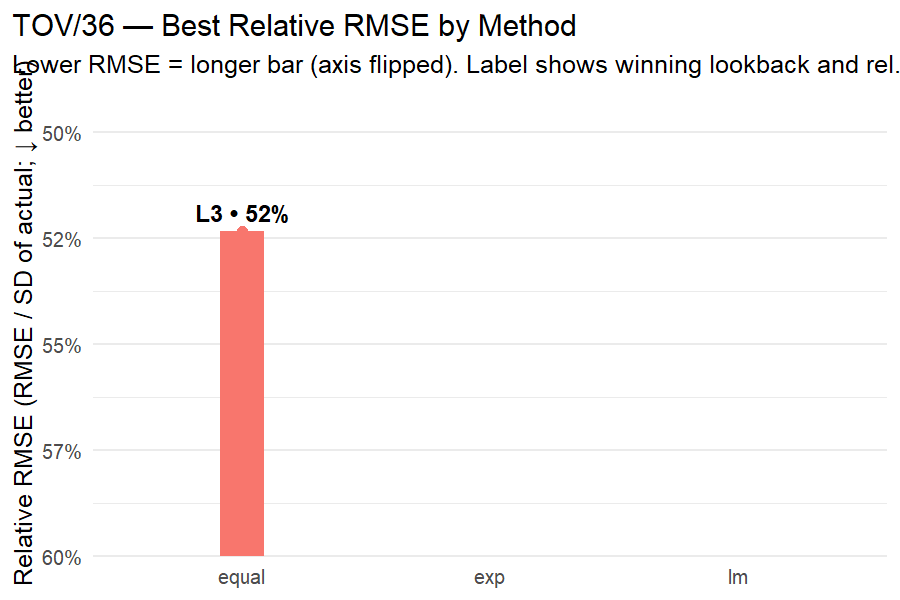 TOV/36 — Best Relative RMSE by Method
Lower RMSE = longer bar (axis flipped). Label shows winning lookback and rel.
Relative RMSE (RMSE / SD of actual; ↓ better)
50%
52%
55%
57%
60%
L3 • 52%
equal
exp
lm